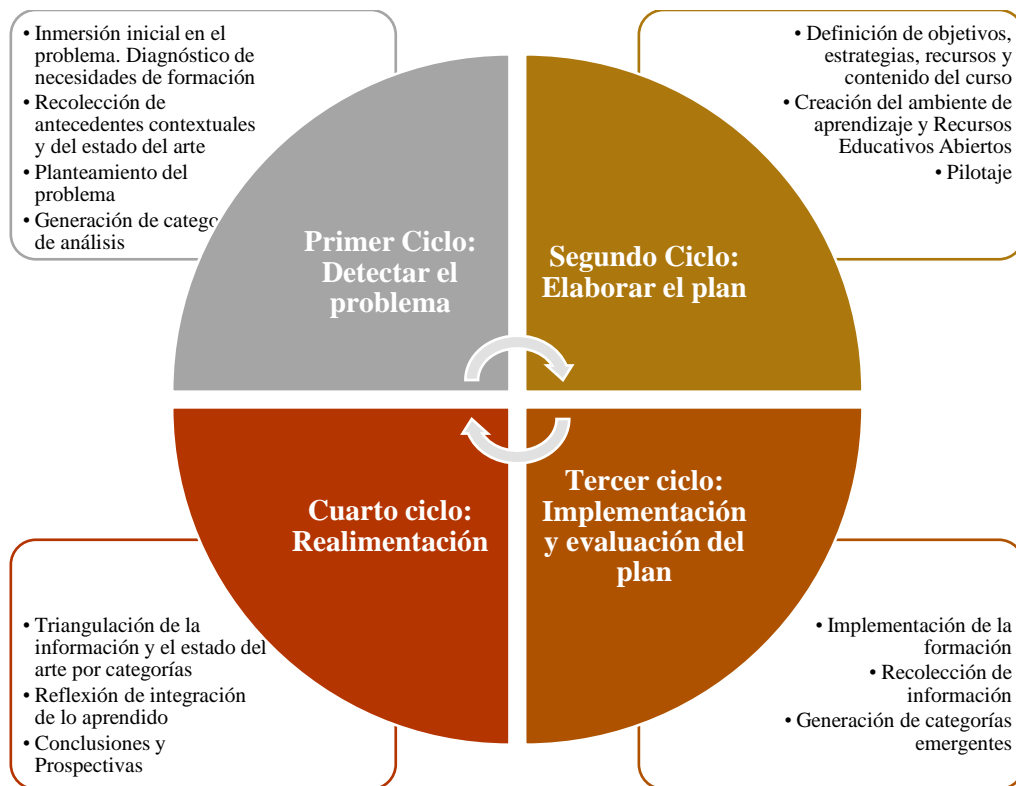 • Inmersión inicial en el
problema. Diagnóstico de
necesidades de formación
• Recolección de
antecedentes contextuales
y del estado del arte
• Planteamiento del
problema
• Generación de catego
de análisis
• Definición de objetivos,
estrategias, recursos y
contenido del curso
• Creación del ambiente de
aprendizaje y Recursos
Educativos Abiertos
• Pilotaje
Primer Ciclo:
Detectar el
problema
Segundo Ciclo:
Elaborar el plan
Cuarto ciclo:
Realimentación
Tercer ciclo:
Implementación
y evaluación del
plan
• Triangulación de la
información y el estado del
arte por categorías
• Reflexión de integración
de lo aprendido
• Conclusiones y
Prospectivas
• Implementación de la
formación
• Recolección de
información
• Generación de categorías
emergentes